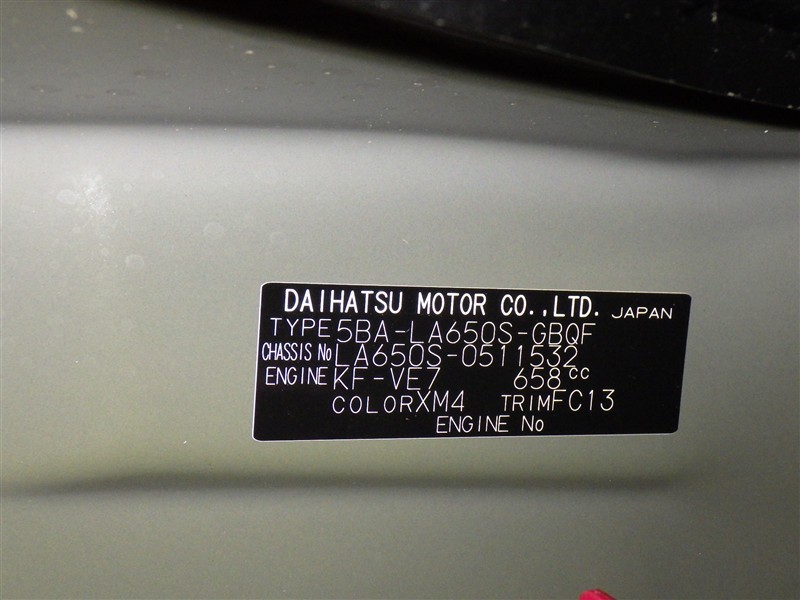 DAIHATSU MOTOR CO.,LTD. JAPAN
TYPE 5BA-LA650S-GBQF
CHASSIS No LA650S-0511532
ENGINE KF-VE7 658cc
COLOR XM4 TRIM FC13
ENGINE No